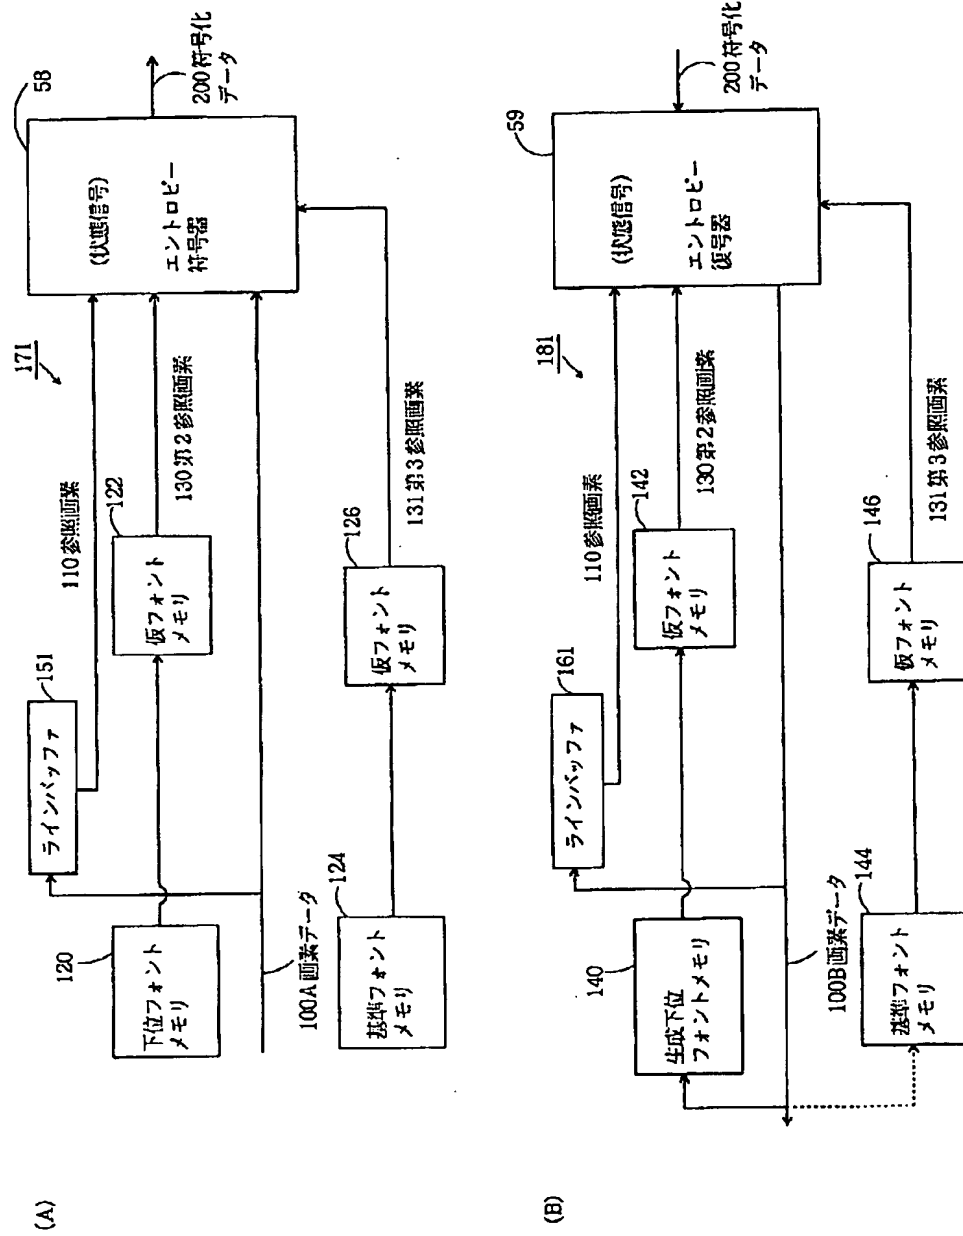 (A)
171
58
(状態信号)
エントロピー
符号器
200符号化
データ
110参照画素
151
ラインバッファ
130第2参照画素
122
仮フォント
メモリ
120
下位フォント
メモリ
100A画素データ
131第3参照画素
126
仮フォント
メモリ
124
基準フォント
メモリ
(B)
181
59
(状態信号)
エントロピー
復号器
200符号化
データ
110参照画素
161
ラインバッファ
130第2参照画素
142
仮フォント
メモリ
140
生成下位
フォントメモリ
100B画素データ
131第3参照画素
146
仮フォント
メモリ
144
基準フォント
メモリ